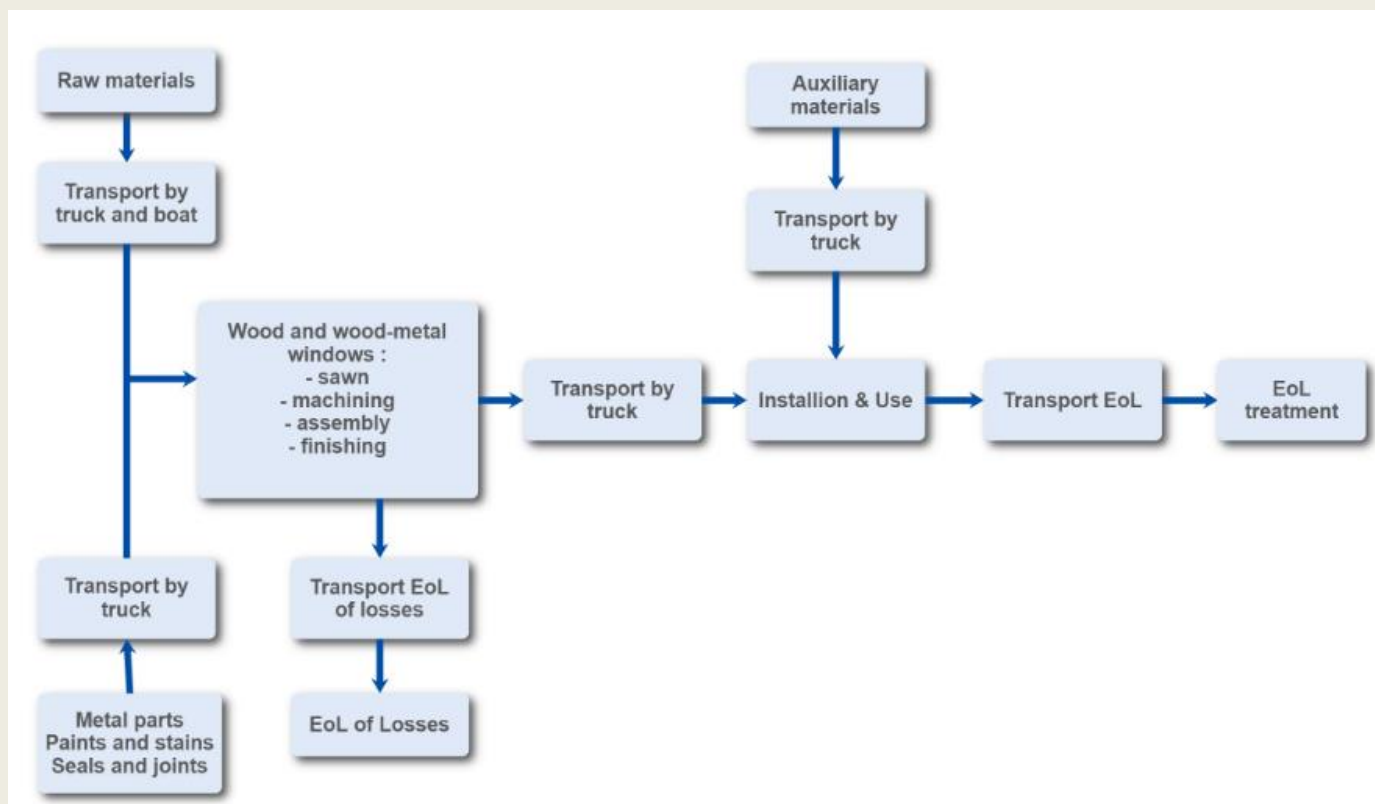 Raw materials
Transport by
truck and boat
Wood and wood-metal
windows :
- sawn
- machining
- assembly
- finishing
Transport by
truck
Metal parts
Paints and stains
Seals and joints
Transport EoL
of losses
EoL of Losses
Transport by
truck
Auxiliary
materials
Transport by
truck
Installion & Use
Transport EoL
EoL
treatment